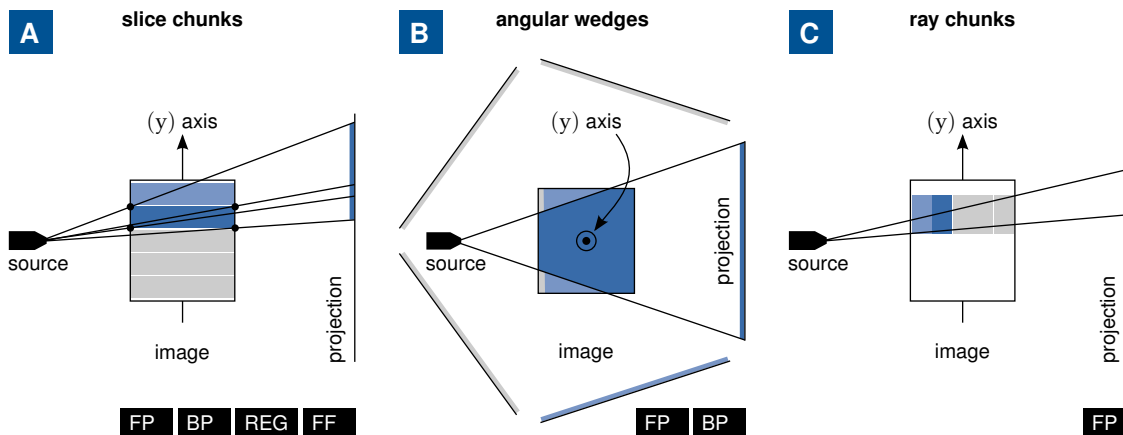 A
slice chunks
(y) axis
source
image
projection
FP
BP
REG
FF
B
angular wedges
(y) axis
source
image
projection
FP
BP
C
ray chunks
(y) axis
source
image
projection
FP